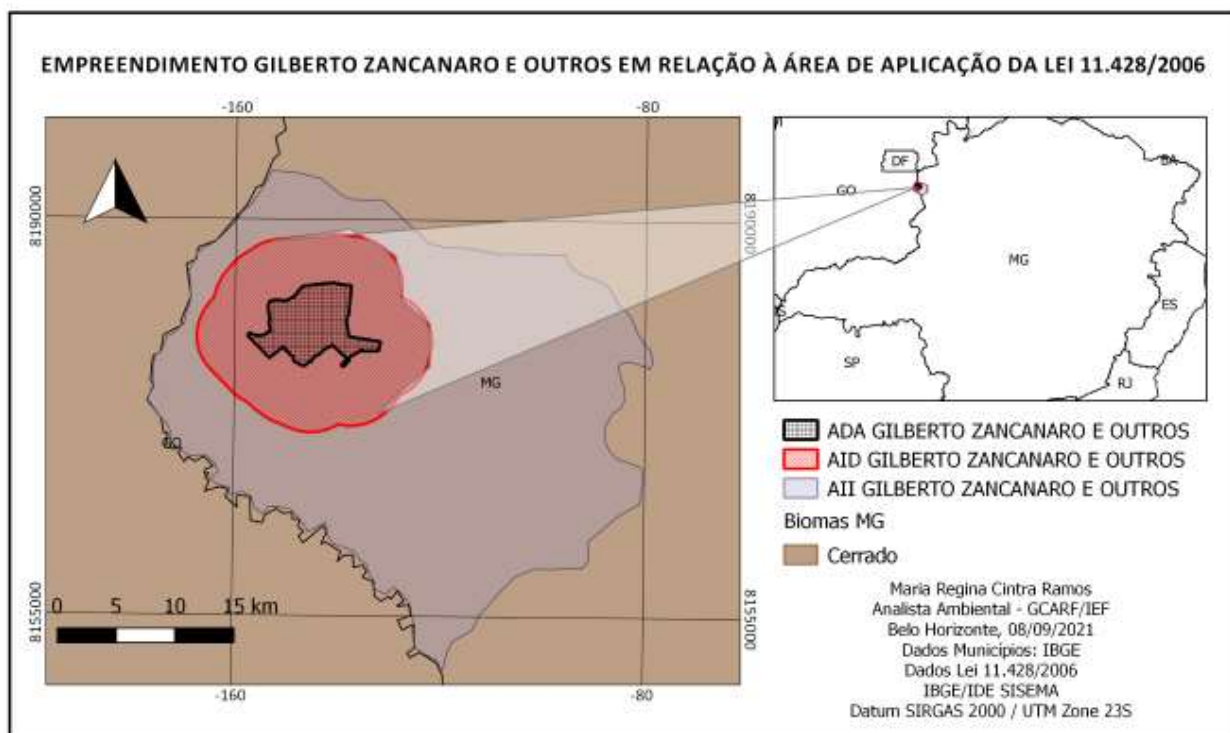 EMPREENDIMENTO GILBERTO ZANCANARO E OUTROS EM RELAÇÃO À ÁREA DE APLICAÇÃO DA LEI 11.428/2006
-160
-80
8190000
8190000
MG
GO
8155000
8155000
0 5 10 15 km
-160
-80
DF
GO
BA
MG
ES
SP
RJ
ADA GILBERTO ZANCANARO E OUTROS
AID GILBERTO ZANCANARO E OUTROS
AII GILBERTO ZANCANARO E OUTROS
Biomas MG
Cerrado
Maria Regina Cintra Ramos
Analista Ambiental - GCARF/IEF
Belo Horizonte, 08/09/2021
Dados Municípios: IBGE
Dados Lei 11.428/2006
IBGE/IDE SISEMA
Datum SIRGAS 2000 / UTM Zone 23S